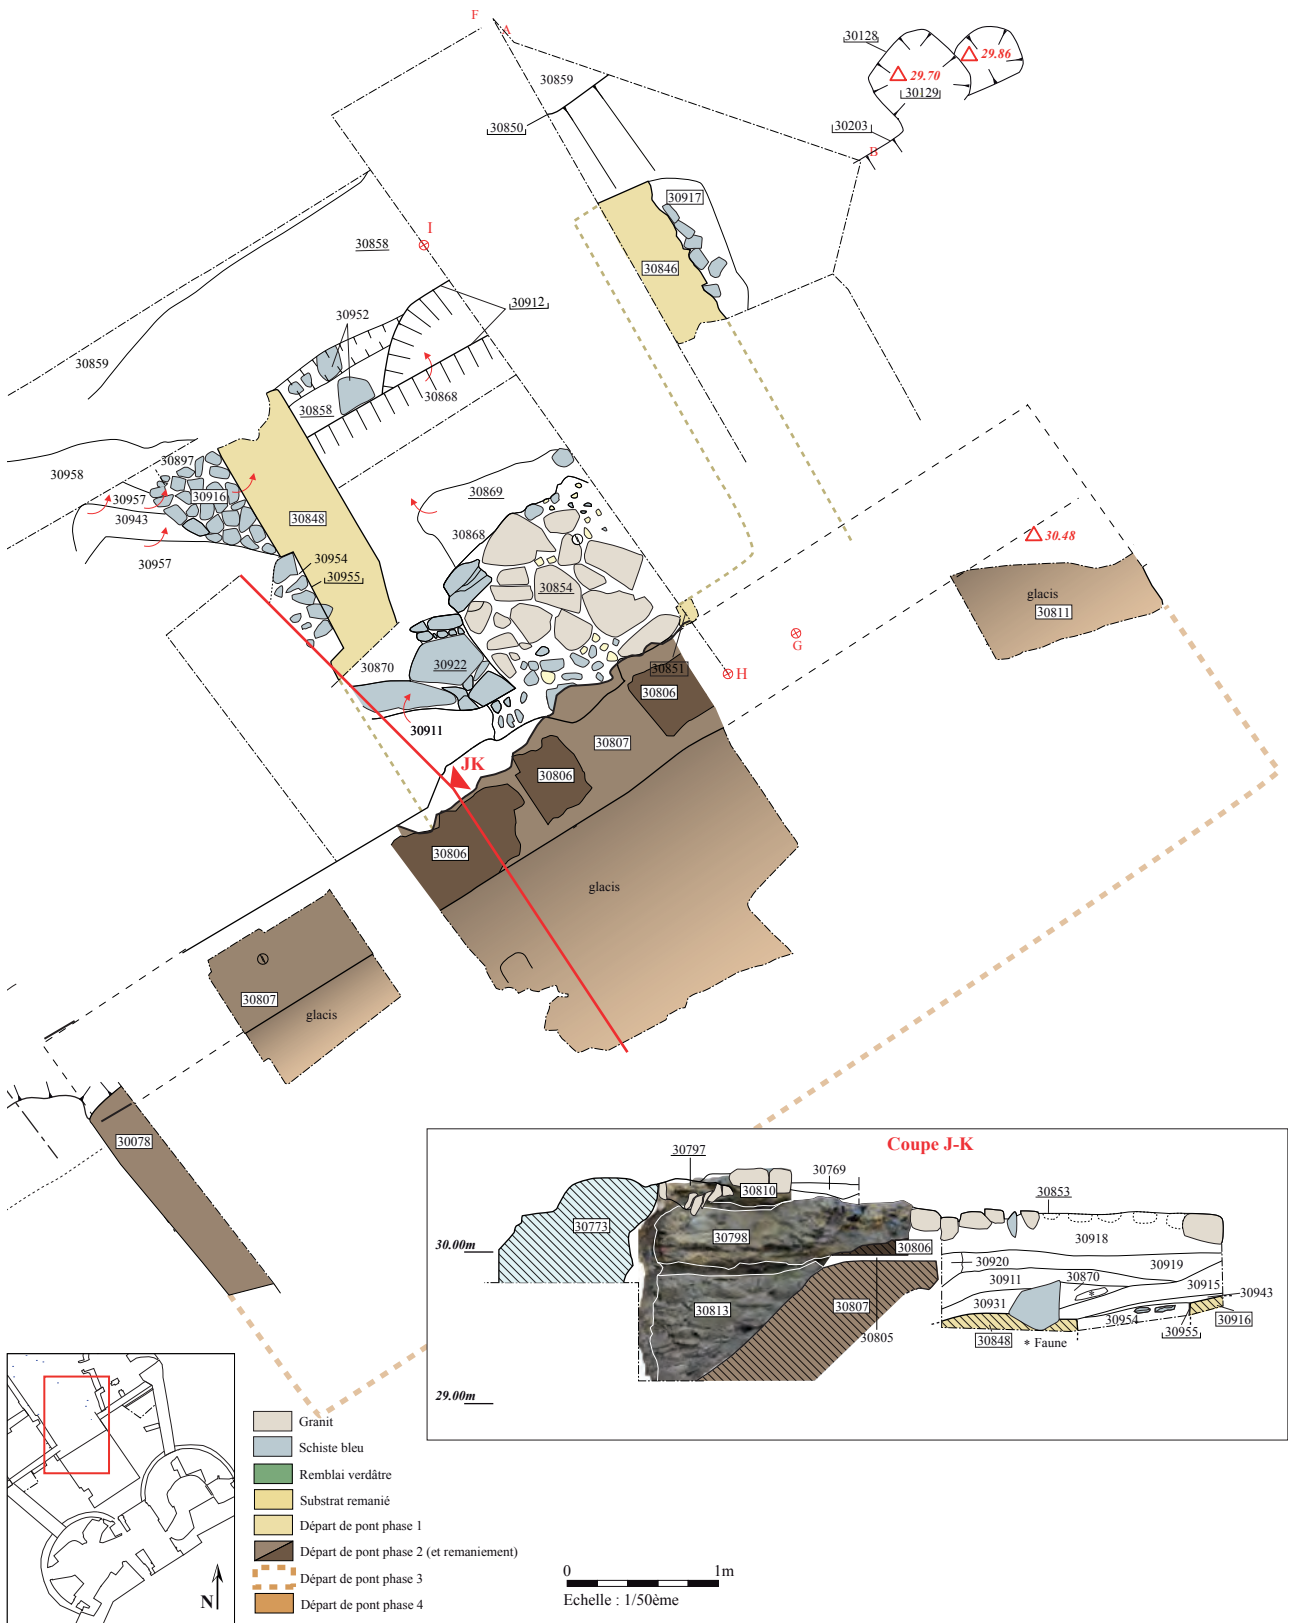 F
A
30128
29.86
29.70
30129
30859
30850
30203
B
30917
I
30858
30846
30912
30952
30859
30858
30868
30897
30958
30916
30957
30943
30957
30869
30848
30868
30954
30955
30854
30.48
glacis
30811
G
H
30870
30922
30851
30806
30911
30807
JK
30806
30806
glacis
30807
glacis
30078
Coupe J-K
30797
30769
30810
30853
30773
30798
30918
30.00m
30806
30920
30919
30911
30870
30915
30943
*
30813
30807
30931
30954
30916
30805
30848
30955
* Faune
29.00m
Granit
Schiste bleu
Remblai verdâtre
Substrat remanié
Départ de pont phase 1
Départ de pont phase 2 (et remaniement)
Départ de pont phase 3
Départ de pont phase 4
N
0 1m
Echelle : 1/50ème